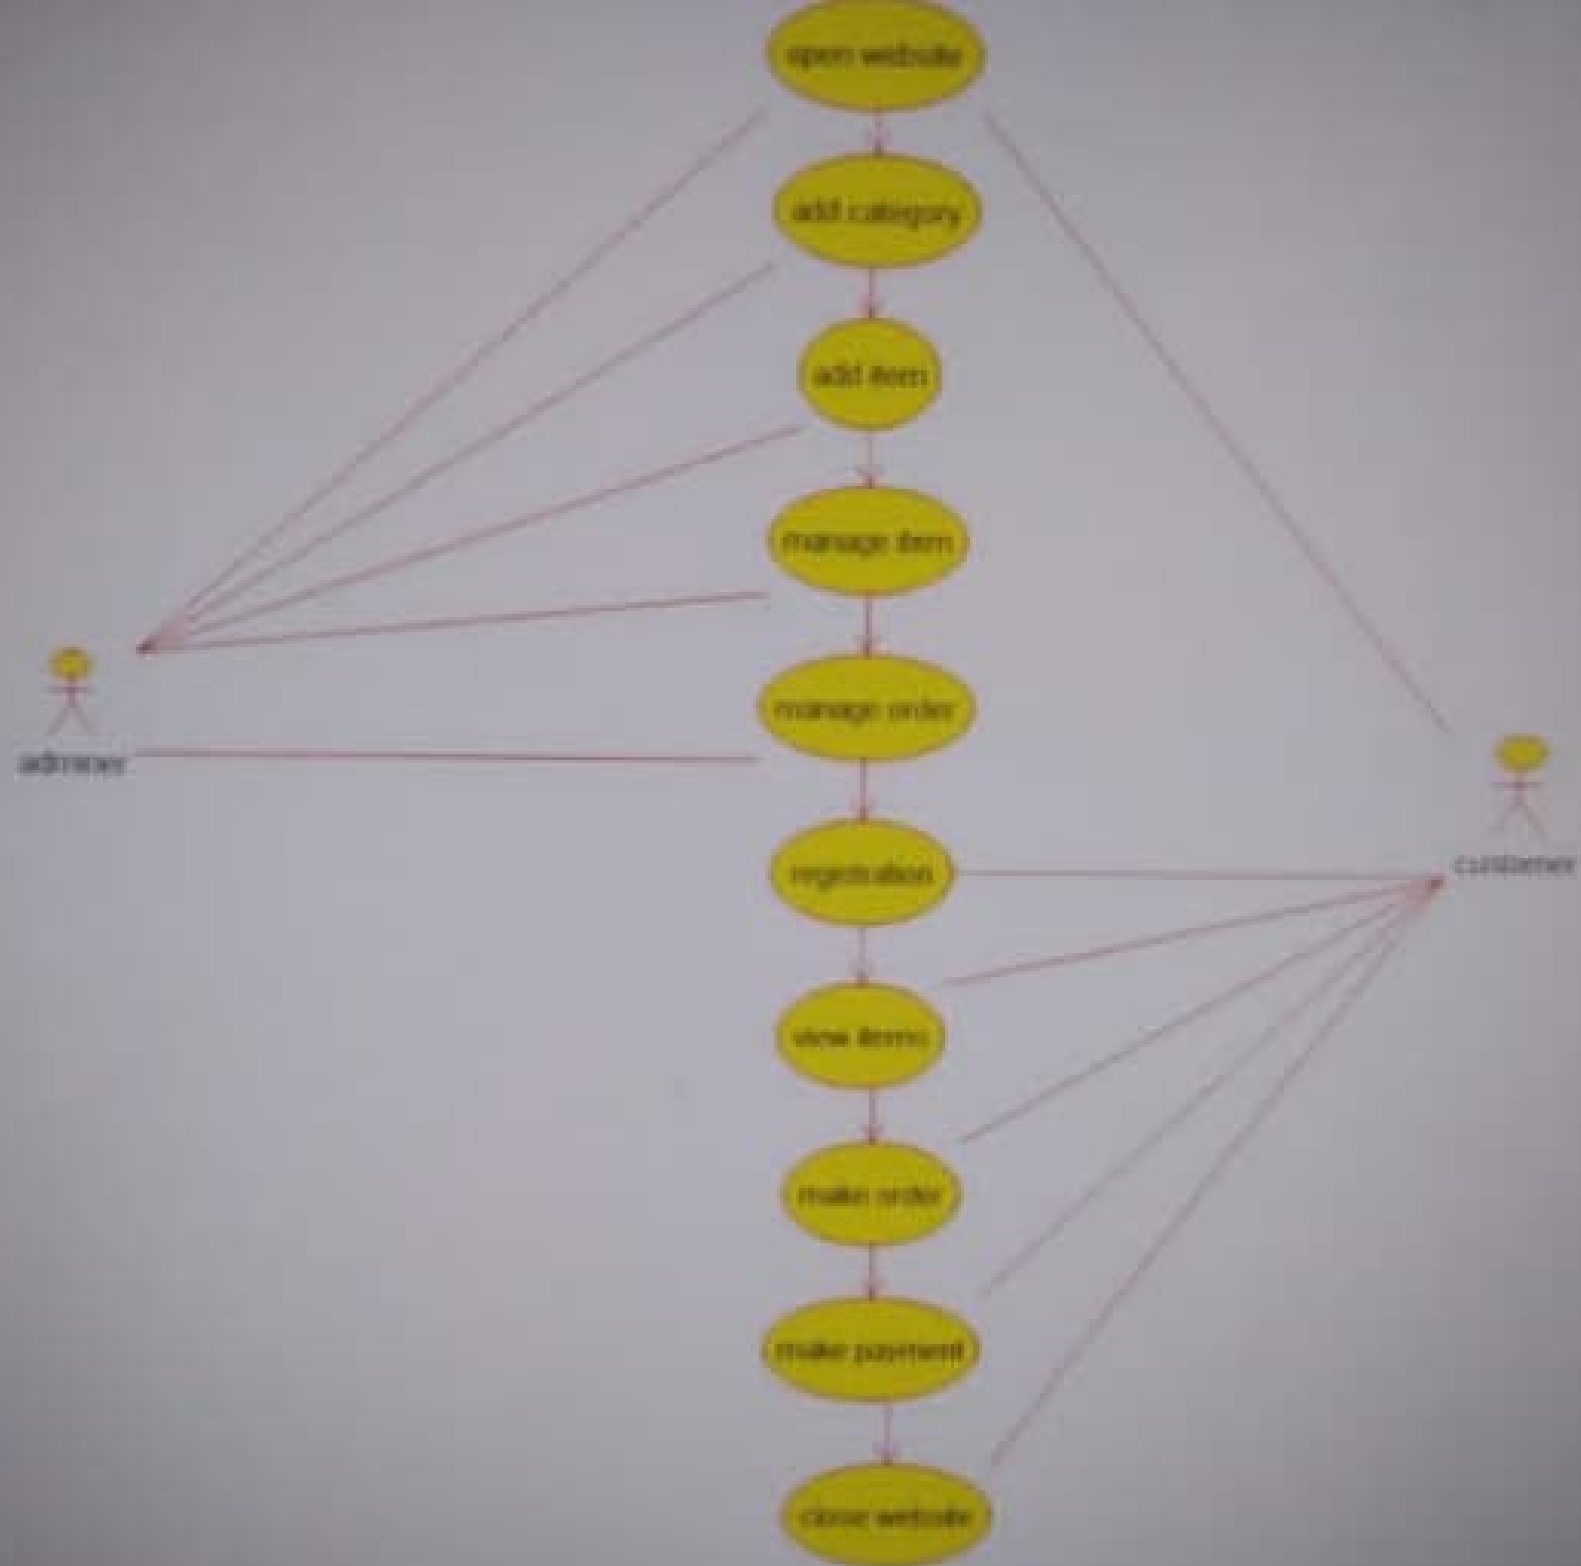 open website
add category
add item
manage item
manage order
registration
view items
make order
make payment
close website
customer